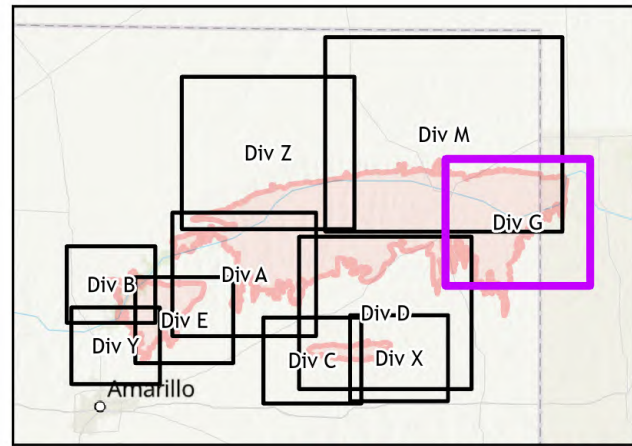 Div M
Div Z
Div G
Div A
Div B
Div E
Div D
Div Y
Div C
Div X
Amarillo